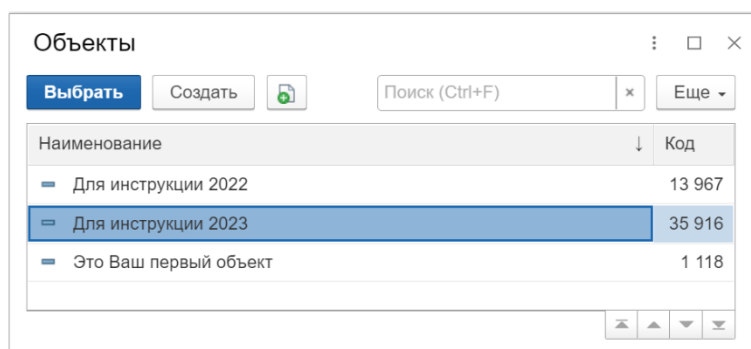 Объекты
Выбрать Создать Поиск (Ctrl+F) × Еще
Наименование ↓ Код
Для инструкции 2022 13 967
Для инструкции 2023 35 916
Это Ваш первый объект 1 118